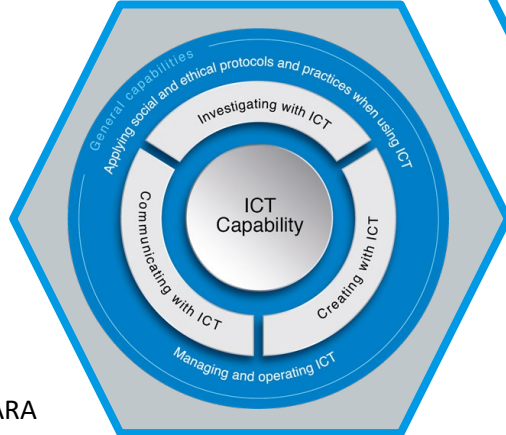 General capabilities
Applying social and ethical protocols and practices when using ICT
Investigating with ICT
ICT
Capability
Communicating with ICT
Creating with ICT
Managing and operating ICT
ARA